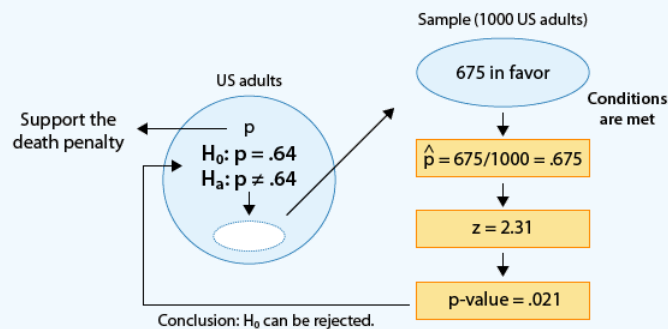 Sample (1000 US adults)
675 in favor
Conditions
are met
US adults
Support the
death penalty
p
H₀: p = .64
Hₐ: p ≠ .64
p̂ = 675/1000 = .675
z = 2.31
p-value = .021
Conclusion: H₀ can be rejected.